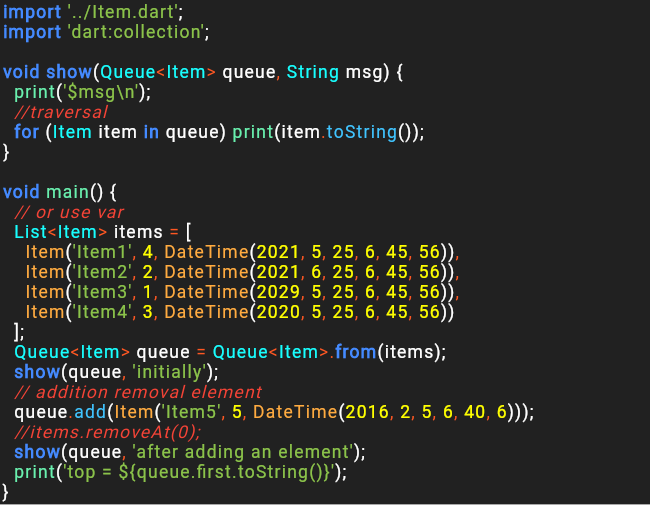 import '../Item.dart';
import 'dart:collection';

void show(Queue<Item> queue, String msg) {
  print('$msg\n');
  //traversal
  for (Item item in queue) print(item.toString());
}

void main() {
  // or use var
  List<Item> items = [
    Item('Item1', 4, DateTime(2021, 5, 25, 6, 45, 56)),
    Item('Item2', 2, DateTime(2021, 6, 25, 6, 45, 56)),
    Item('Item3', 1, DateTime(2029, 5, 25, 6, 45, 56)),
    Item('Item4', 3, DateTime(2020, 5, 25, 6, 45, 56))
  ];
  Queue<Item> queue = Queue<Item>.from(items);
  show(queue, 'initially');
  // addition removal element
  queue.add(Item('Item5', 5, DateTime(2016, 2, 5, 6, 40, 6)));
  //items.removeAt(0);
  show(queue, 'after adding an element');
  print('top = ${queue.first.toString()}');
}